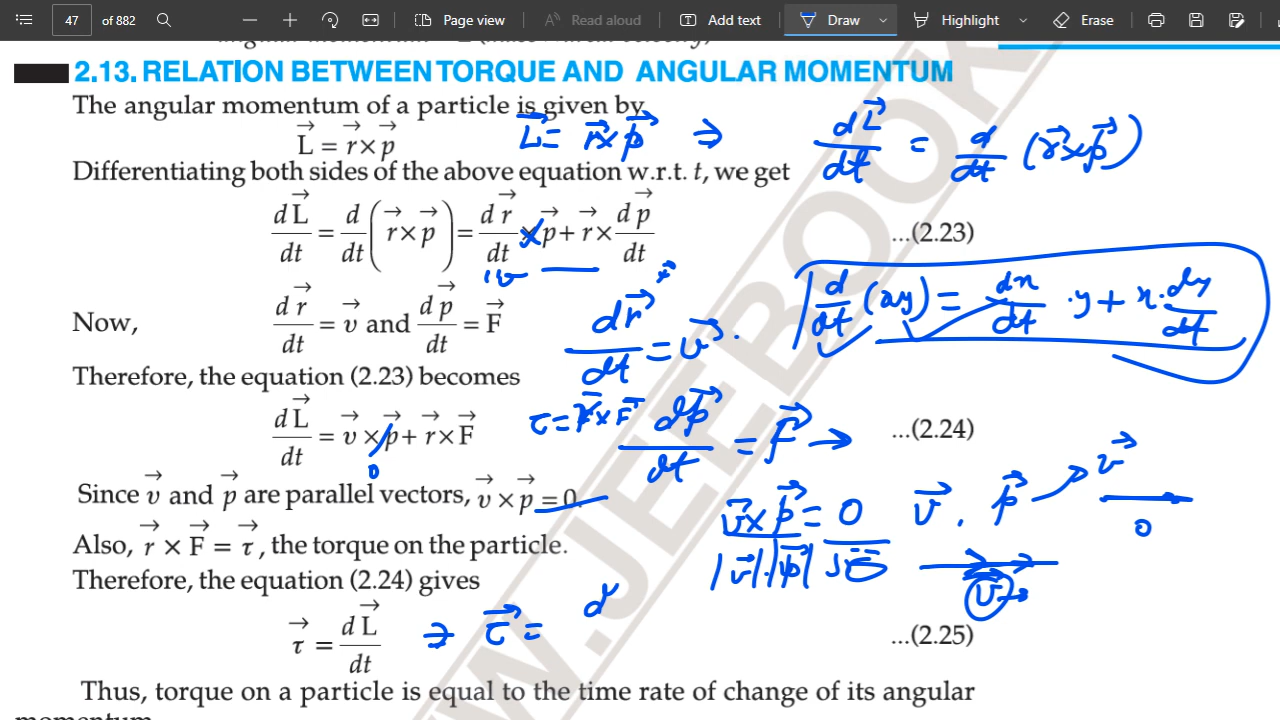 47 of 882 Page view Read aloud Add text Draw Highlight Erase
2.13. RELATION BETWEEN TORQUE AND ANGULAR MOMENTUM
The angular momentum of a particle is given by
L⃗ = r⃗ × p⃗
L⃗ = r⃗ × p⃗ ⇒ dL⃗/dt = d/dt (r⃗ × p⃗)
Differentiating both sides of the above equation w.r.t. t, we get
dL⃗/dt = d/dt (r⃗ × p⃗) = dr⃗/dt × p⃗ + r⃗ × dp⃗/dt ...(2.23)
d/dt (xy) = dx/dt · y + x · dy/dt
Now, dr⃗/dt = v⃗ and dp⃗/dt = F⃗
dr⃗/dt = v⃗
Therefore, the equation (2.23) becomes
dL⃗/dt = v⃗ × p⃗ + r⃗ × F⃗ ...(2.24)
0
τ = r⃗ × F⃗ dp⃗/dt = F⃗ →
Since v⃗ and p⃗ are parallel vectors, v⃗ × p⃗ = 0.
v⃗ × p⃗ = 0 v⃗ . p⃗ → v⃗
0
Also, r⃗ × F⃗ = τ⃗, the torque on the particle.
|v⃗| · |p⃗|
v⃗
Therefore, the equation (2.24) gives
τ⃗ = dL⃗/dt ...(2.25)
⇒ τ⃗ = d
Thus, torque on a particle is equal to the time rate of change of its angular
momentum
W.JEEBOOK